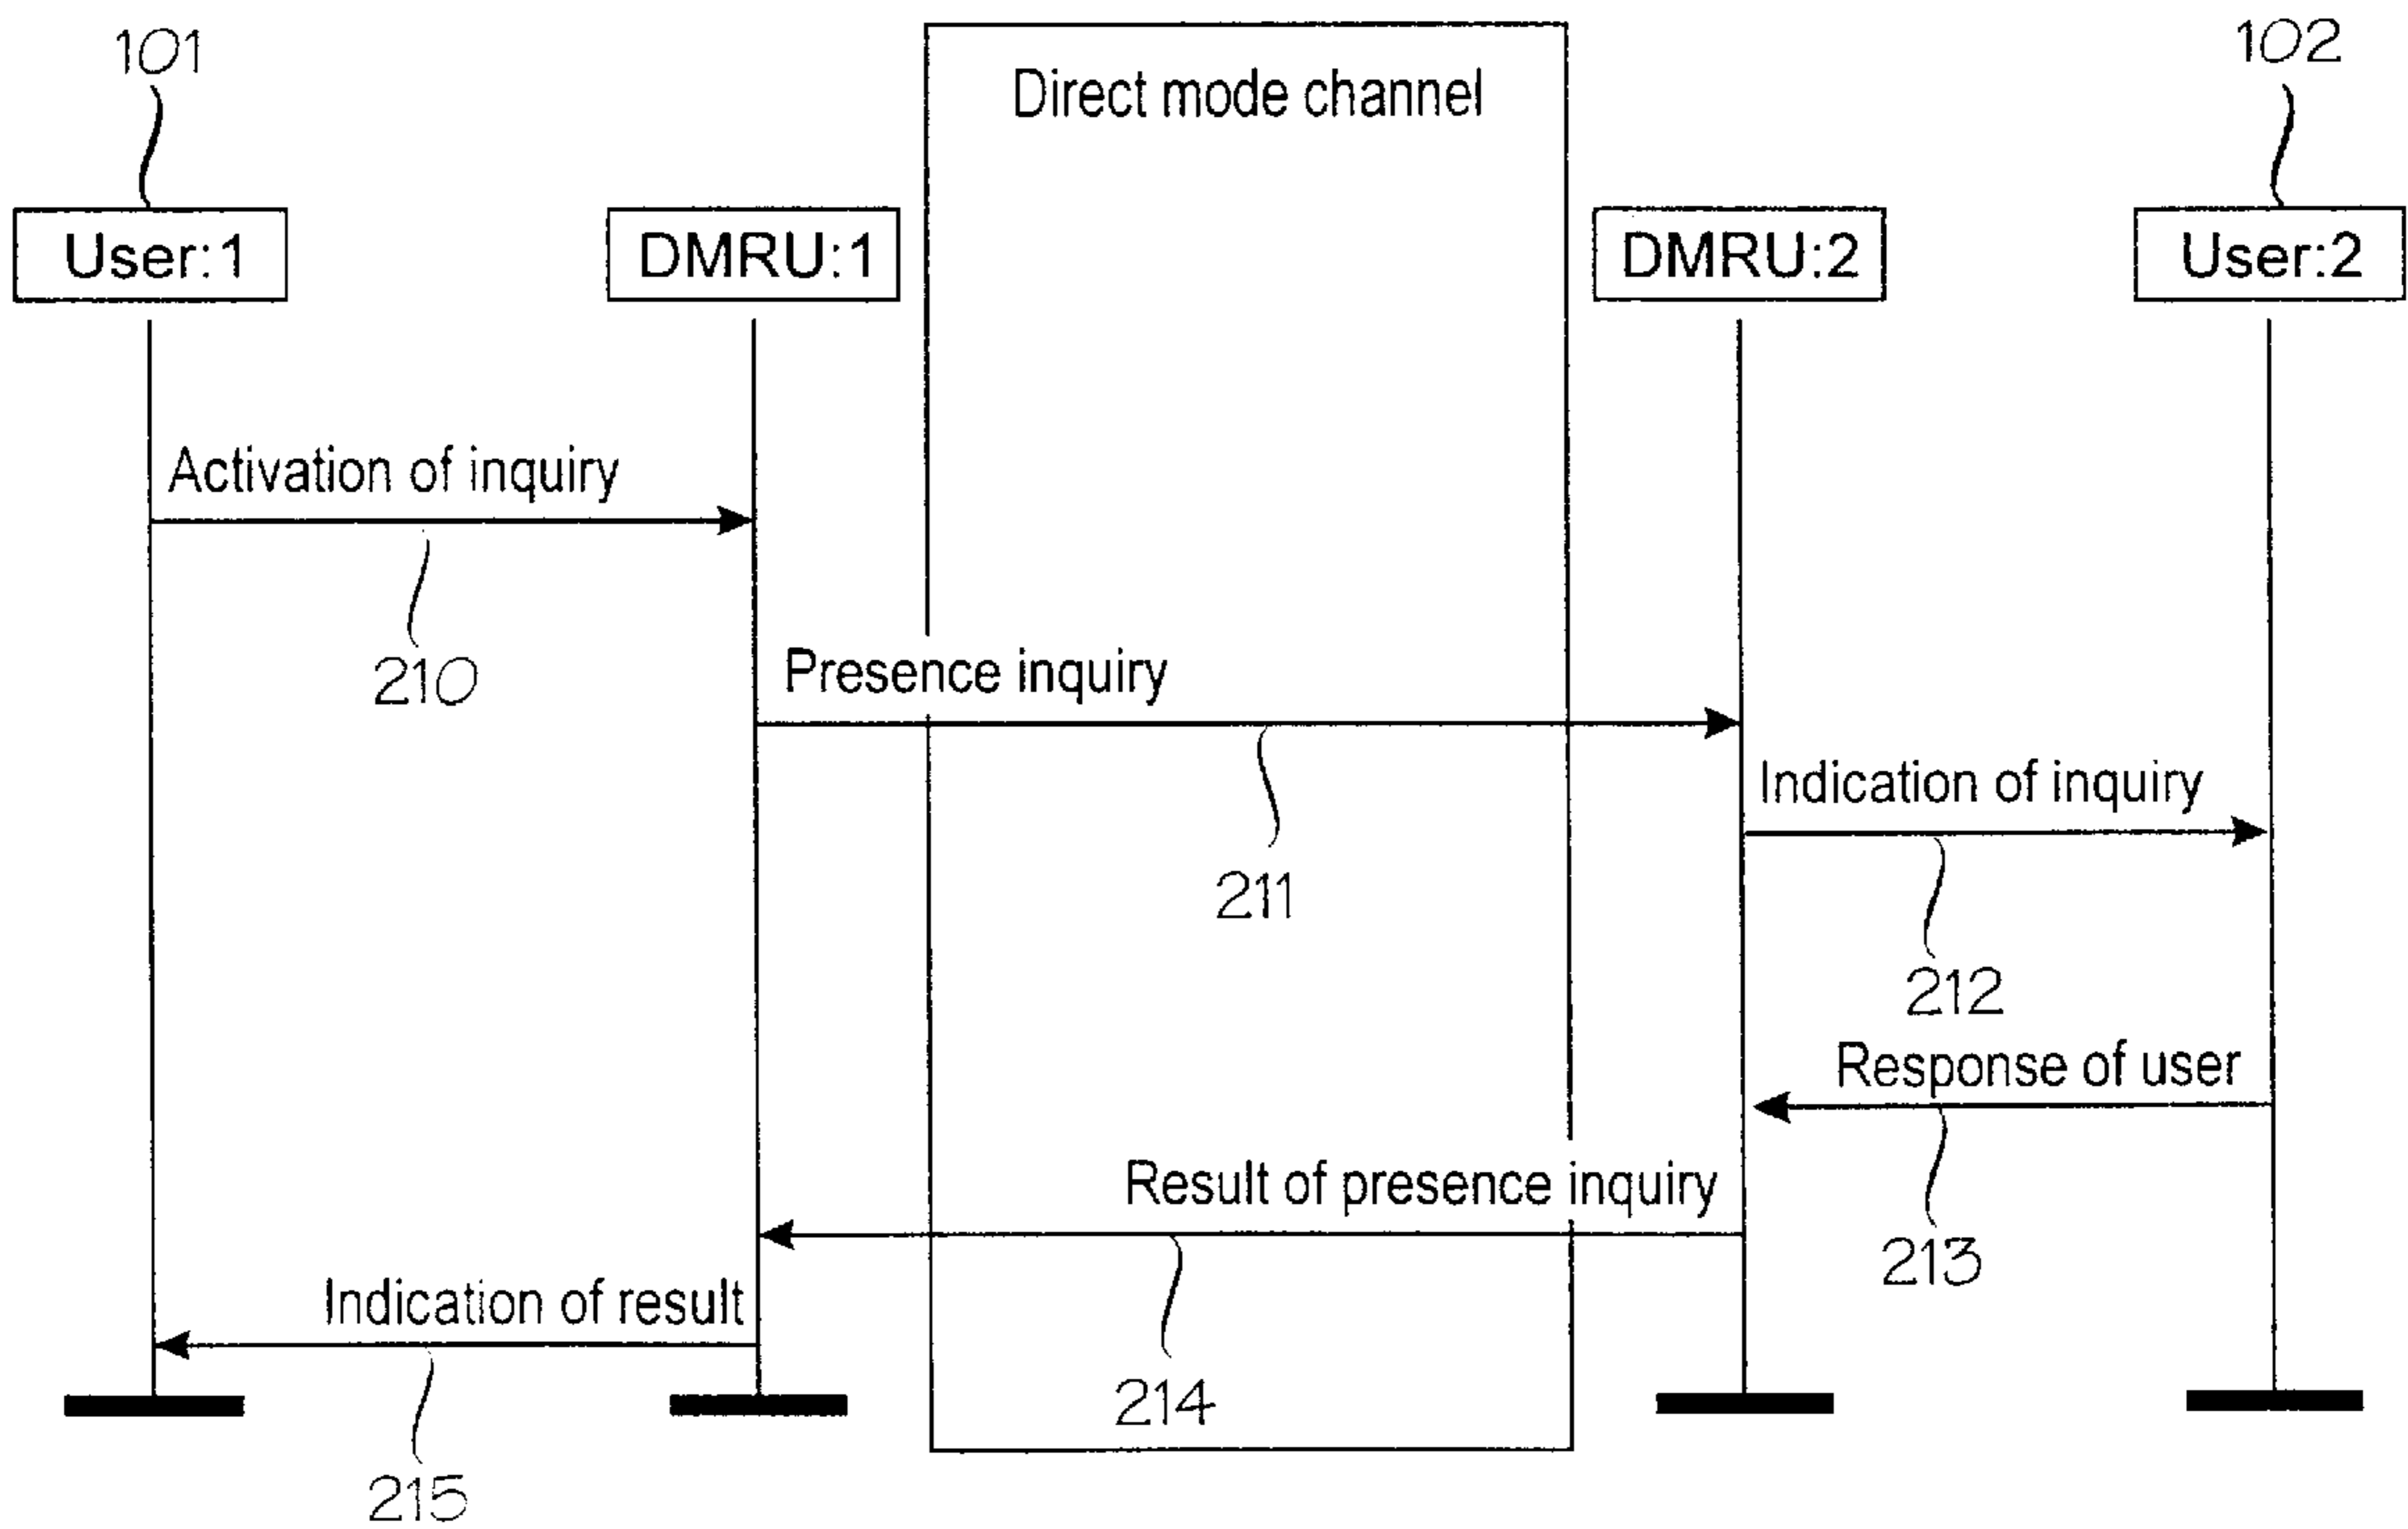 101
102
Direct mode channel
User:1
DMRU:1
DMRU:2
User:2
Activation of inquiry
210
Presence inquiry
211
Indication of inquiry
212
Response of user
213
Result of presence inquiry
214
Indication of result
215